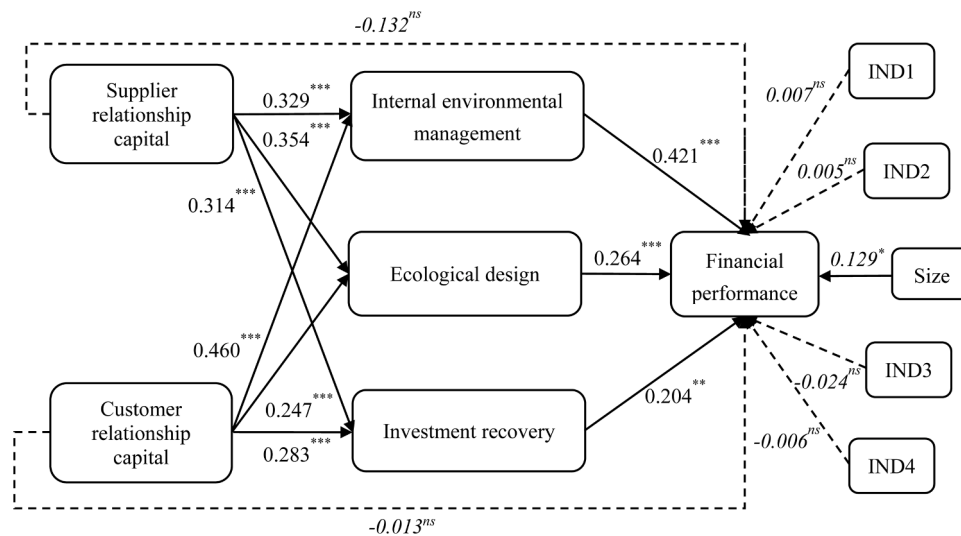 -0.132ns
Supplier
relationship
capital
0.329***
0.354***
0.314***
Internal environmental
management
0.421***
0.007ns
IND1
0.005ns
IND2
Ecological design
0.264***
Financial
performance
0.129*
Size
0.460***
Customer
relationship
capital
0.247***
0.283***
Investment recovery
0.204**
-0.024ns
IND3
-0.006ns
IND4
-0.013ns